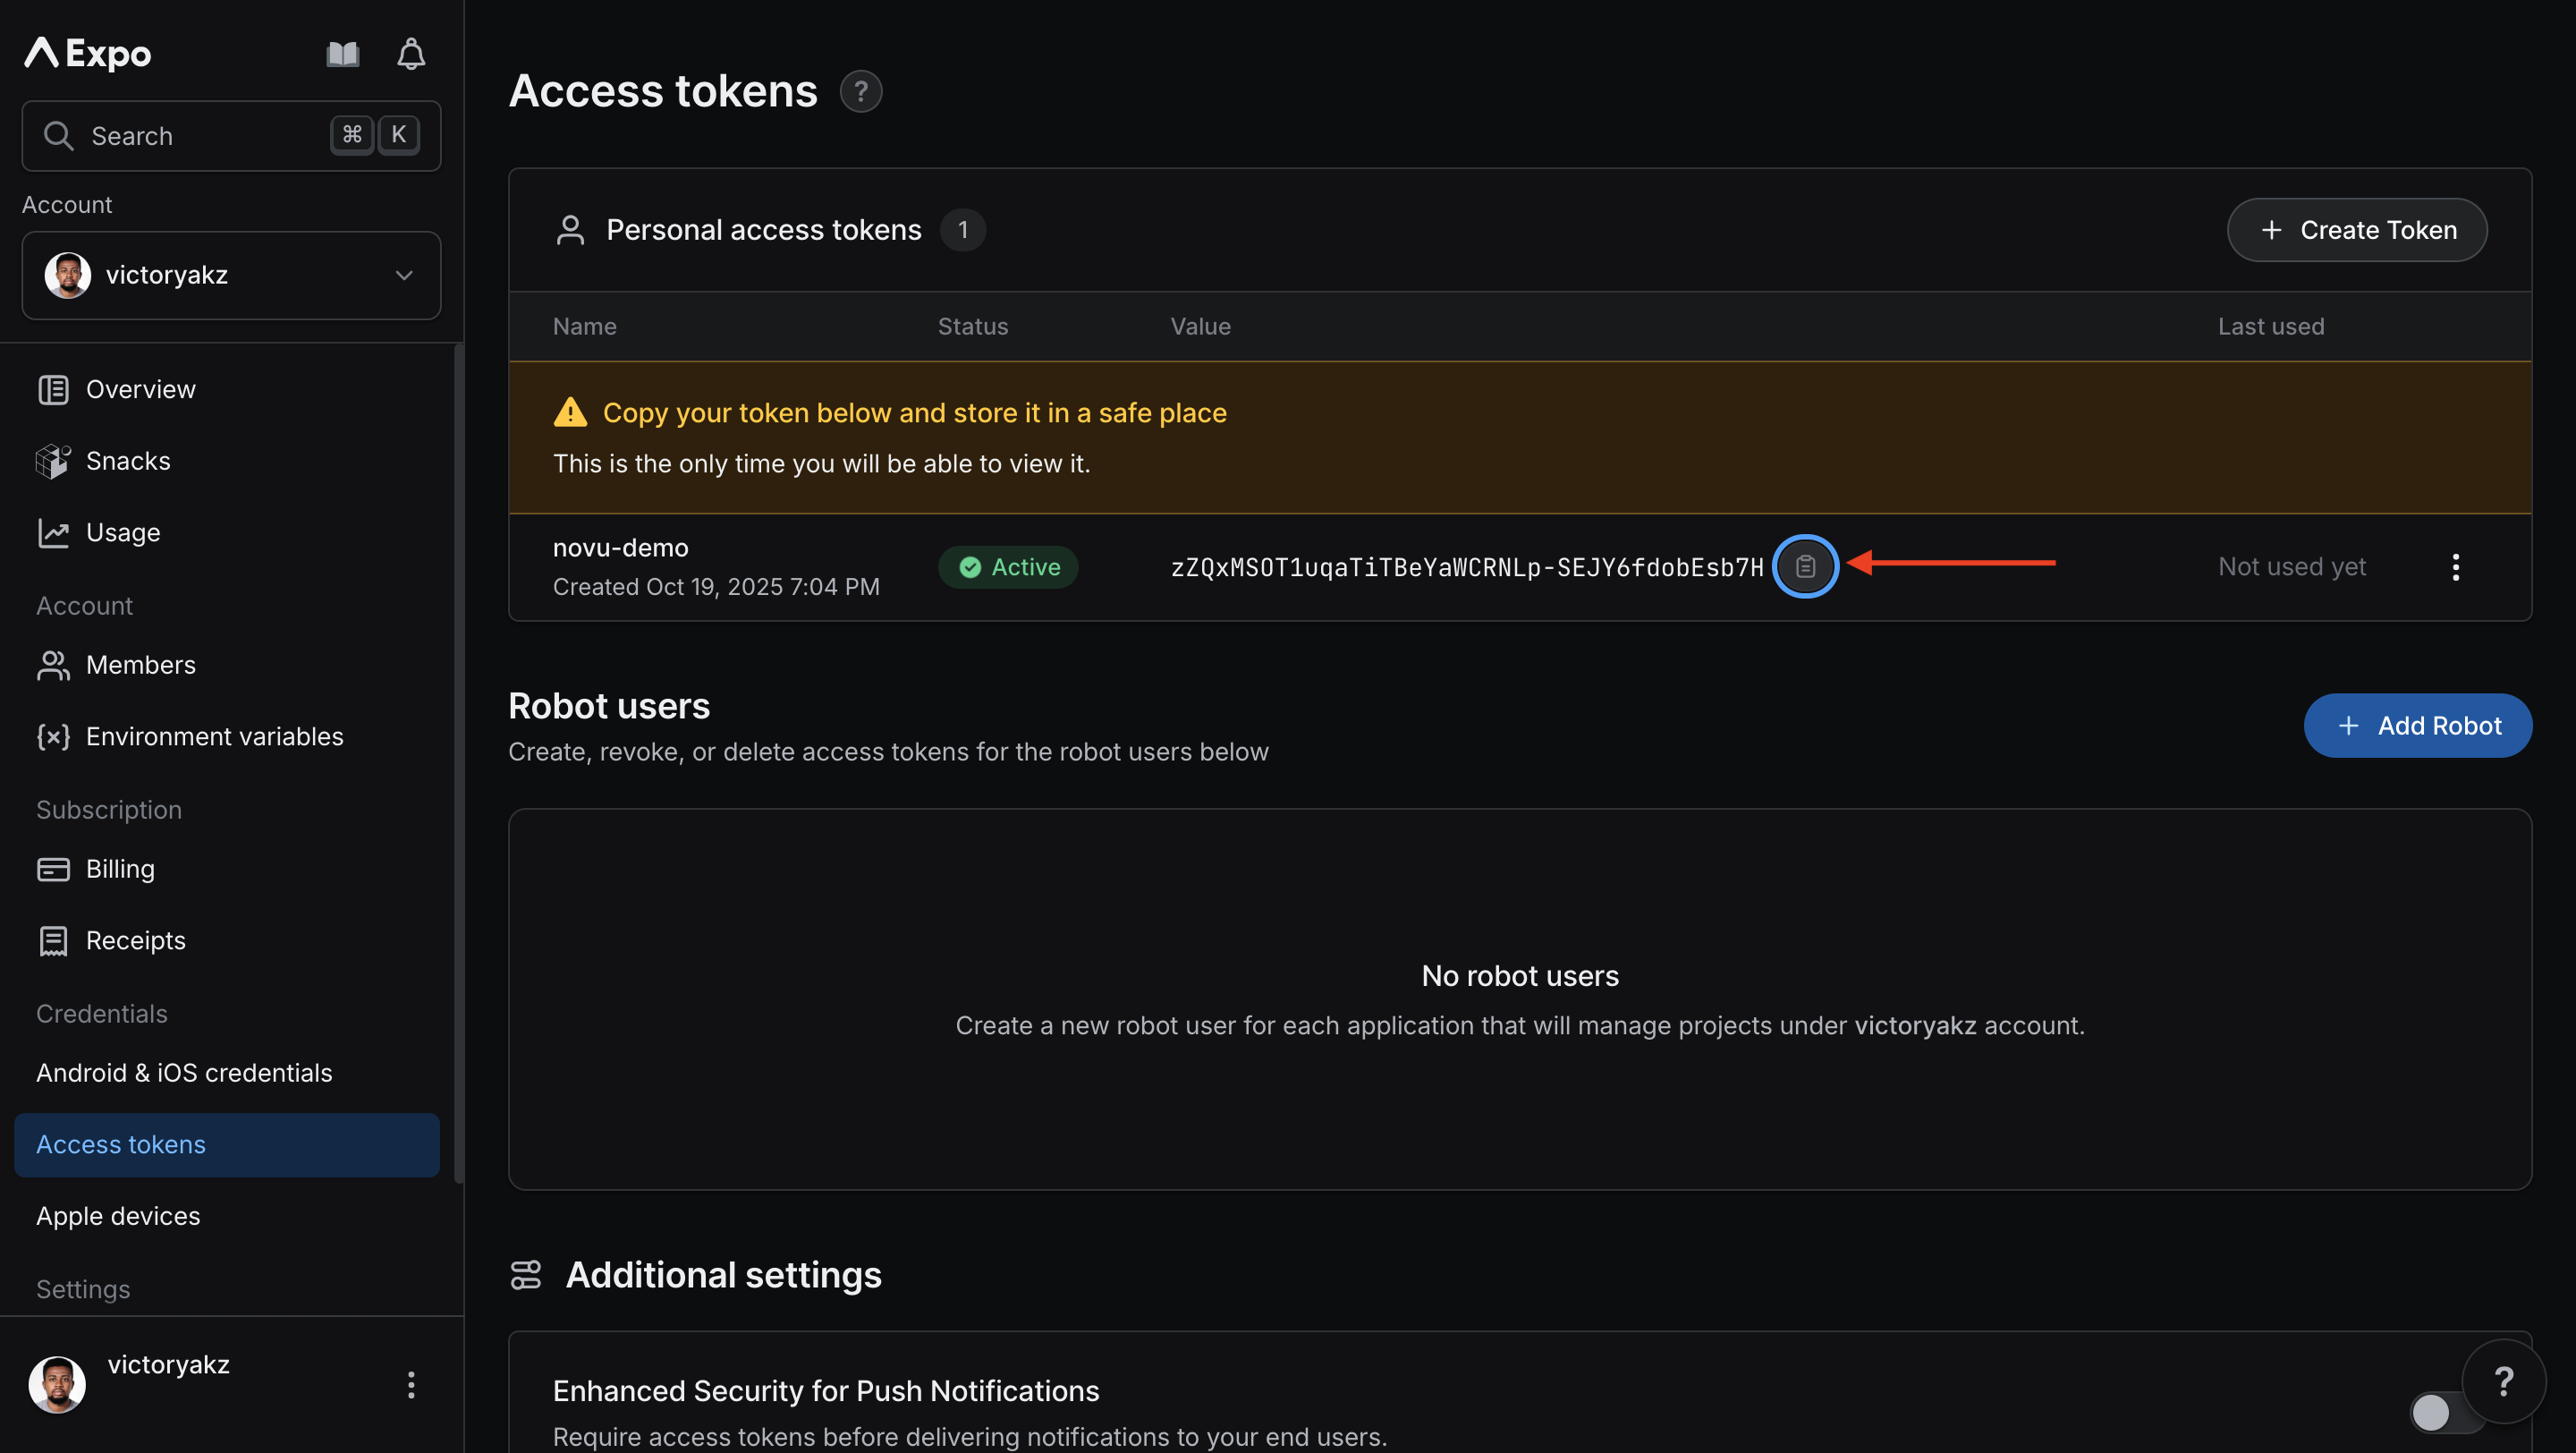 Expo
Search
⌘ K
Account
victoryakz
Overview
Snacks
Usage
Account
Members
Environment variables
Subscription
Billing
Receipts
Credentials
Android & iOS credentials
Access tokens
Apple devices
Settings
victoryakz
Access tokens ?
Personal access tokens 1
+ Create Token
Name Status Value Last used
Copy your token below and store it in a safe place
This is the only time you will be able to view it.
novu-demo
Created Oct 19, 2025 7:04 PM
Active
zZQxMSOT1uqaTiTBeYaWCRNLp-SEJY6fdobEsb7H
Not used yet
Robot users
Create, revoke, or delete access tokens for the robot users below
+ Add Robot
No robot users
Create a new robot user for each application that will manage projects under victoryakz account.
Additional settings
Enhanced Security for Push Notifications
Require access tokens before delivering notifications to your end users.
?